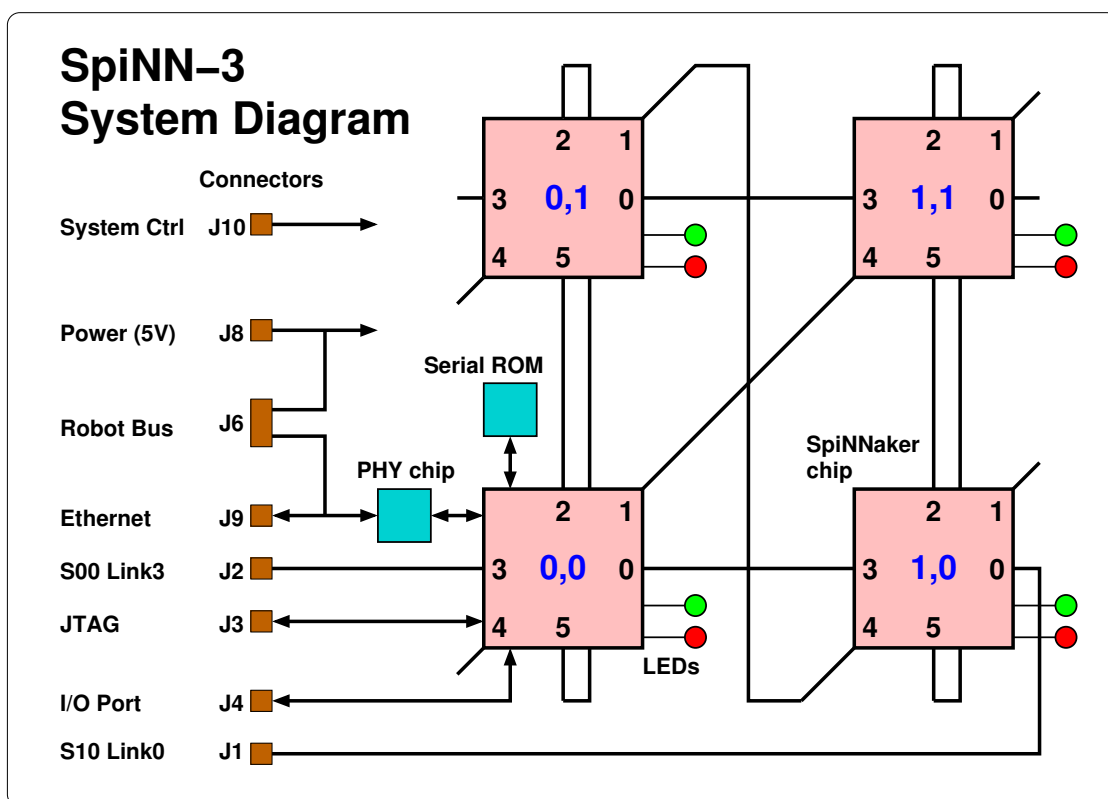 SpiNN–3
System Diagram
Connectors
System Ctrl J10
Power (5V) J8
Robot Bus J6
Ethernet J9
S00 Link3 J2
JTAG J3
I/O Port J4
S10 Link0 J1
Serial ROM
PHY chip
SpiNNaker
chip
LEDs
2 1
3 0,1 0
4 5
2 1
3 1,1 0
4 5
2 1
3 0,0 0
4 5
2 1
3 1,0 0
4 5